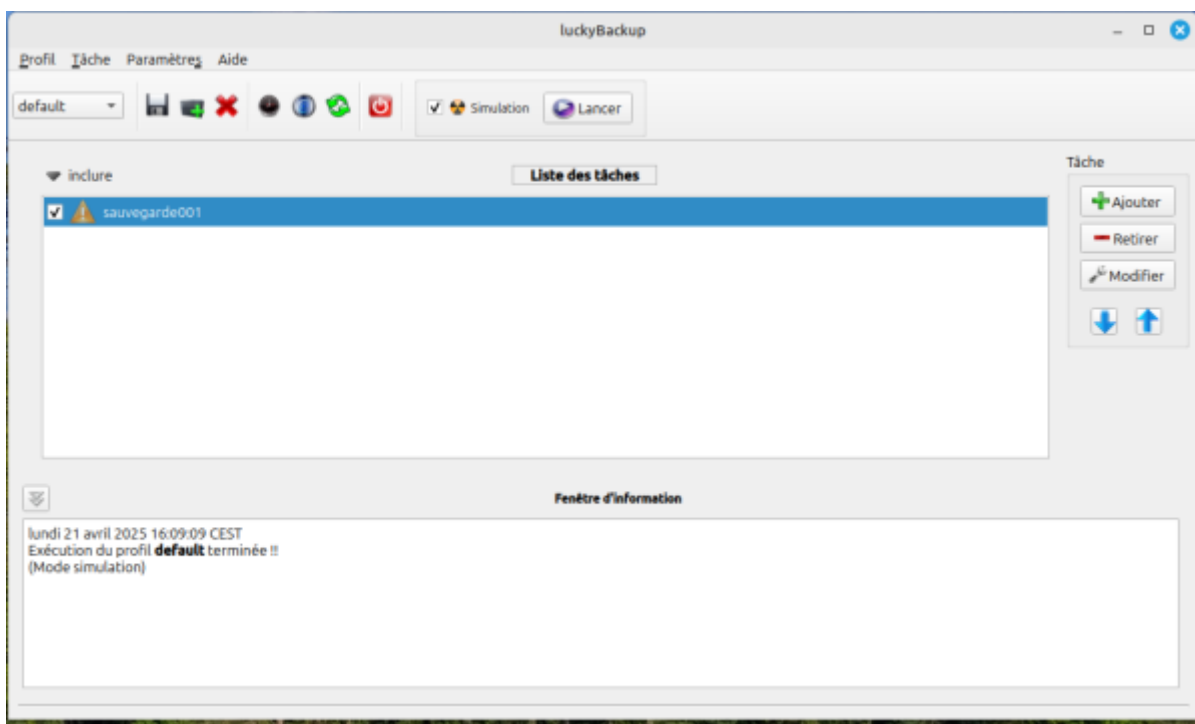 luckyBackup
Profil Tâche Paramètres Aide
default Simulation Lancer
Tâche
inclure Liste des tâches
Ajouter
sauvegarde001
Retirer
Modifier
Fenêtre d'information
lundi 21 avril 2025 16:09:09 CEST
Exécution du profil default terminée !!
(Mode simulation)